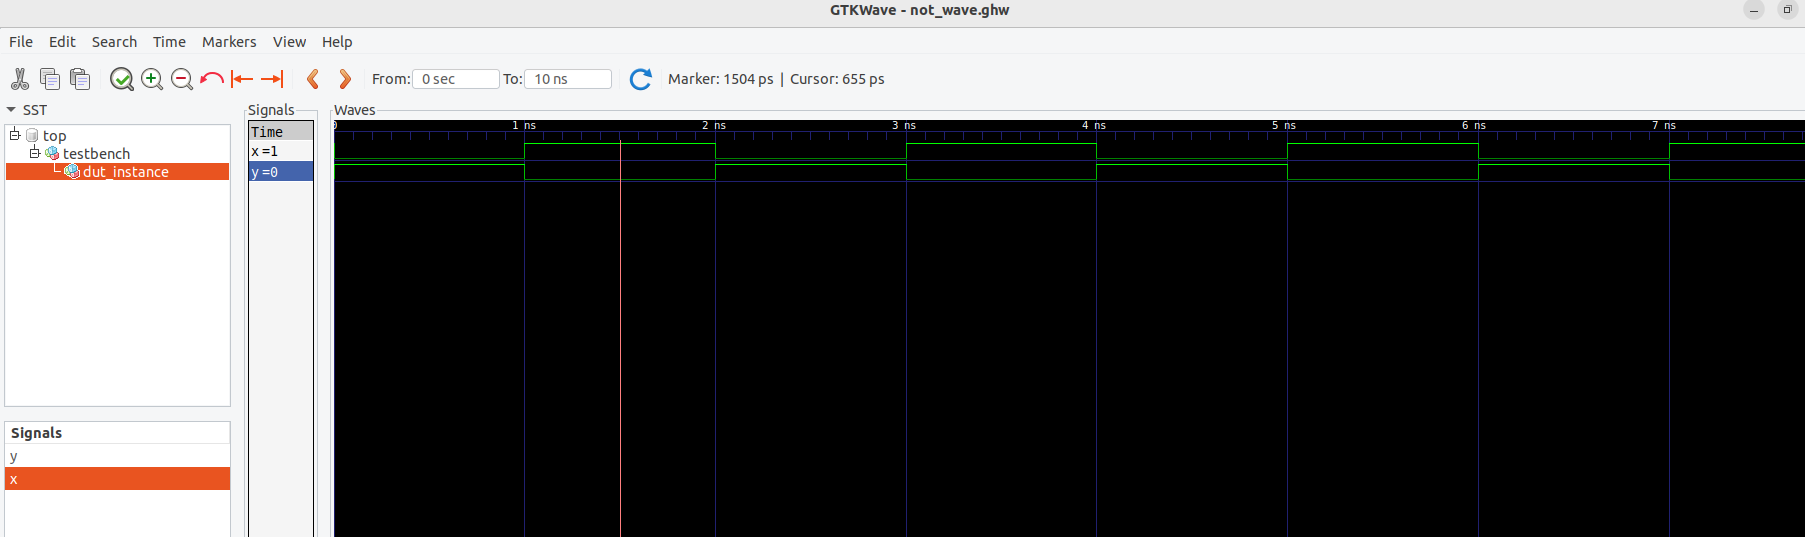 GTKWave - not_wave.ghw
File Edit Search Time Markers View Help
From: 0 sec To: 10 ns Marker: 1504 ps | Cursor: 655 ps
SST
top
testbench
dut_instance
Signals
y
x
Signals
Time
x=1
y=0
Waves
0 1 ns 2 ns 3 ns 4 ns 5 ns 6 ns 7 ns